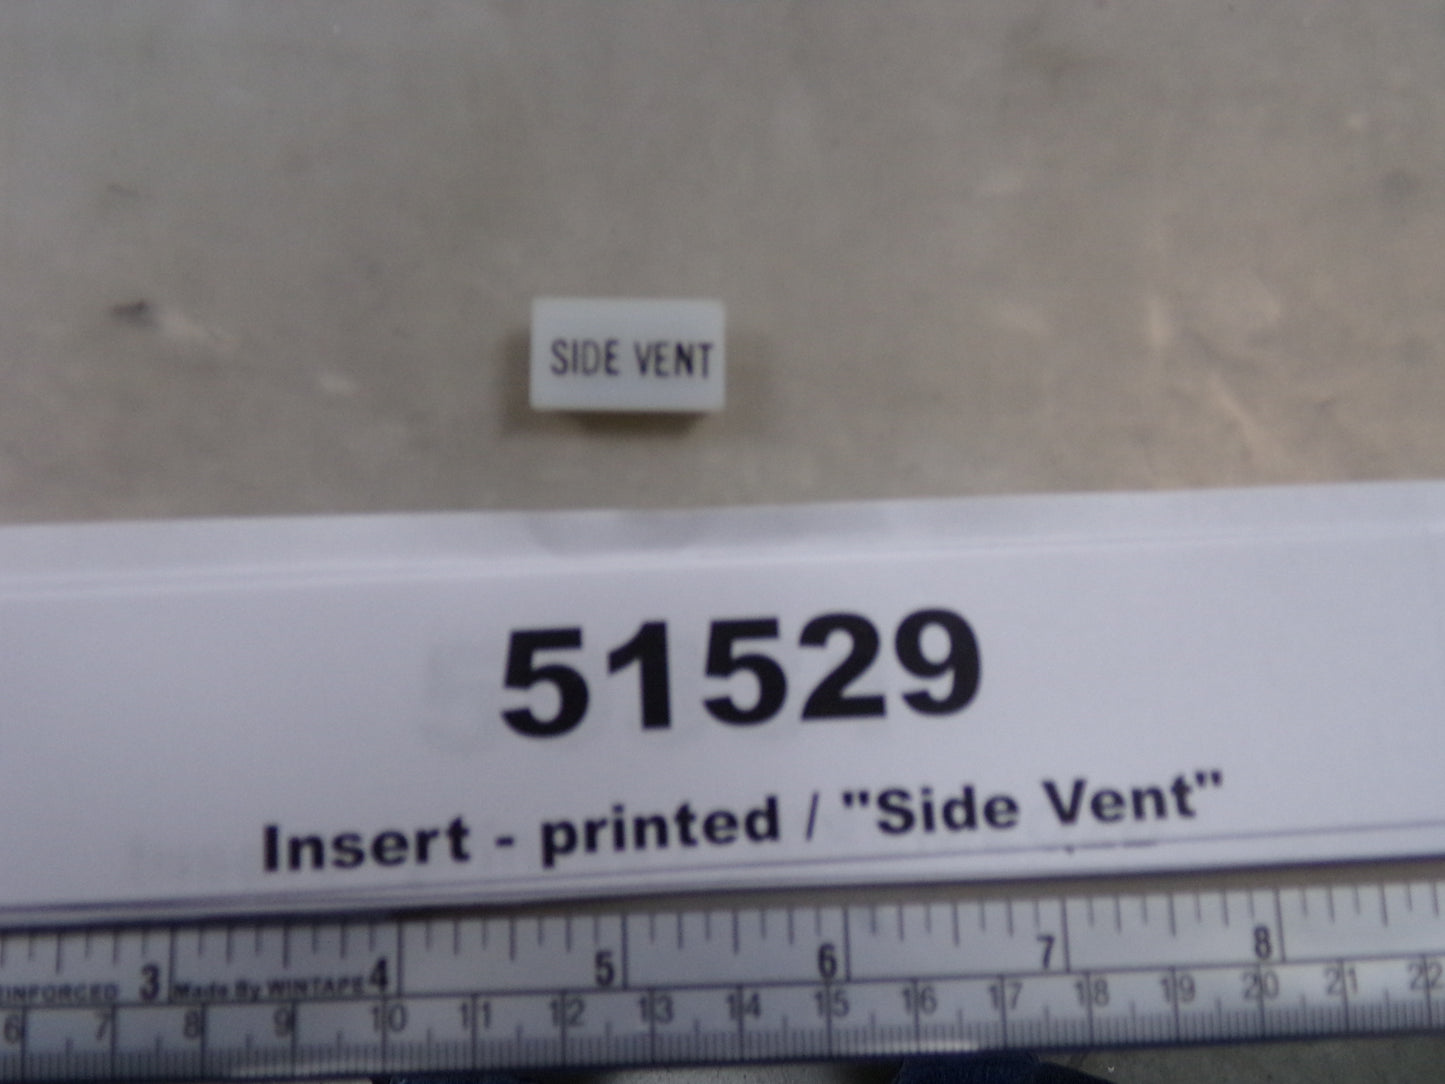 SIDE VENT
51529
Insert - printed / "Side Vent"
3 Made By WINTAPE 4 5 6 7 8
INFORCED
6 7 8 9 10 11 12 13 14 15 16 17 18 19 20 21 22